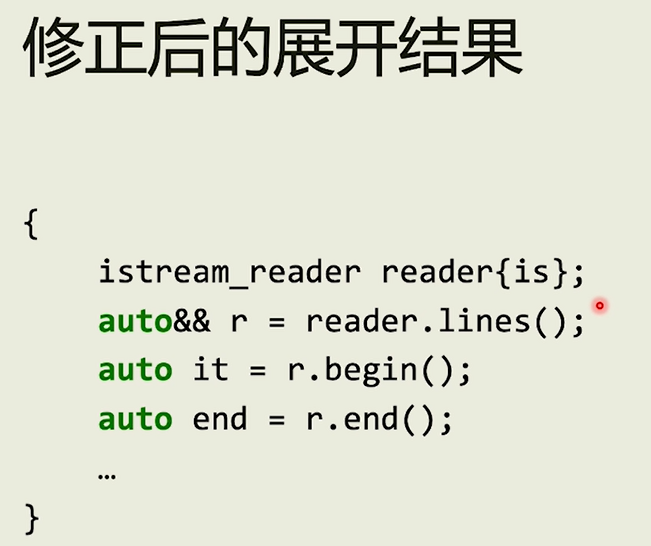 修正后的展开结果
{
istream_reader reader{is};
auto&& r = reader.lines();
auto it = r.begin();
auto end = r.end();
…
}